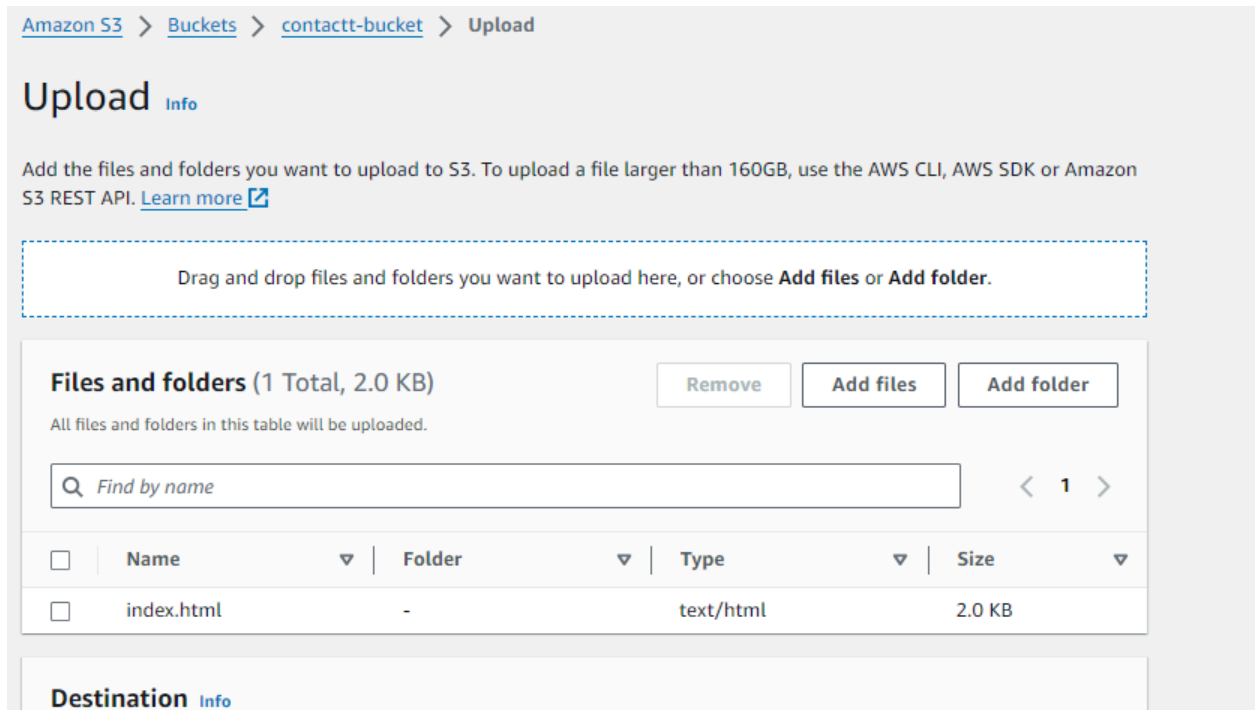 Amazon S3 > Buckets > contactt-bucket > Upload
Upload Info
Add the files and folders you want to upload to S3. To upload a file larger than 160GB, use the AWS CLI, AWS SDK or Amazon
S3 REST API. Learn more
Drag and drop files and folders you want to upload here, or choose Add files or Add folder.
Files and folders (1 Total, 2.0 KB)
Remove
Add files
Add folder
All files and folders in this table will be uploaded.
Find by name
< 1 >
Name Folder Type Size
index.html - text/html 2.0 KB
Destination Info